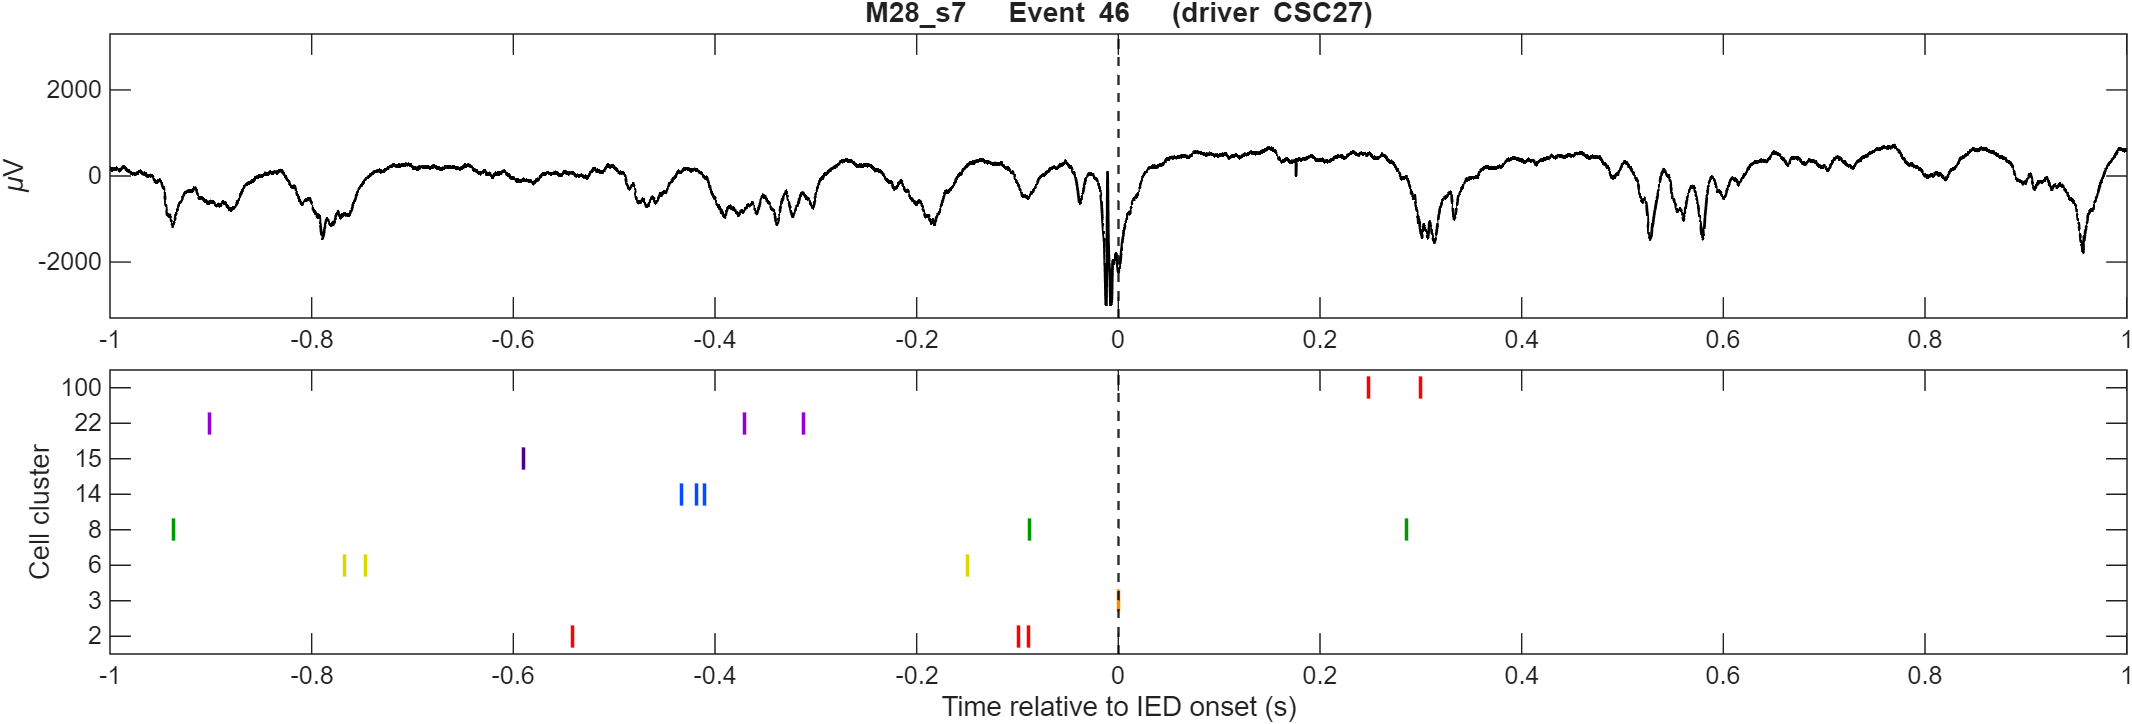 M28_s7 Event 46 (driver CSC27)
µV
2000
0
-2000
-1 -0.8 -0.6 -0.4 -0.2 0 0.2 0.4 0.6 0.8 1
Cell cluster
100
22
15
14
8
6
3
2
-1 -0.8 -0.6 -0.4 -0.2 0 0.2 0.4 0.6 0.8 1
Time relative to IED onset (s)